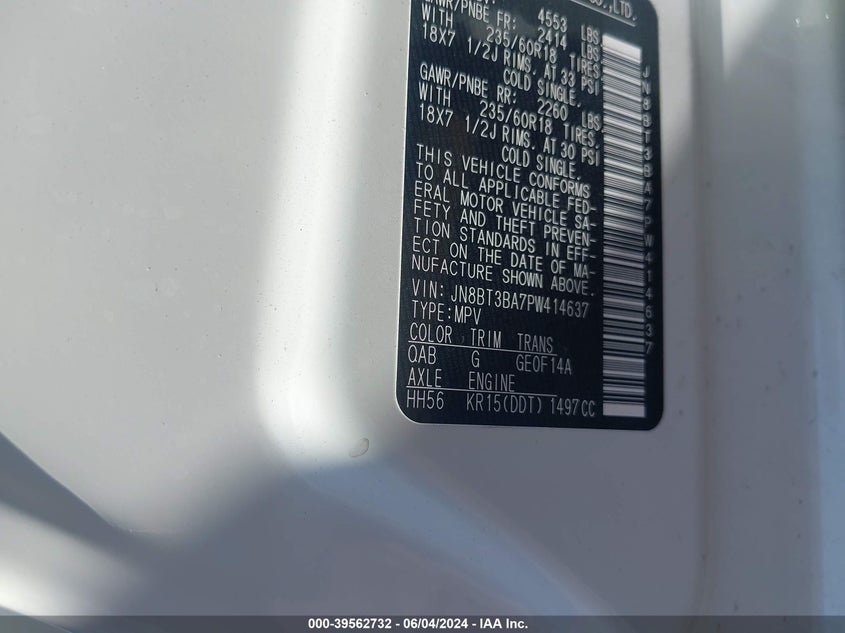 CO.,LTD.
4553 LBS
GAWR/PNBE FR: 2414 LBS
WITH 235/60R18 TIRES,
18X7 1/2J RIMS. AT 33 PSI
COLD SINGLE.
GAWR/PNBE RR: 2260 LBS.
WITH 235/60R18 TIRES,
18X7 1/2J RIMS. AT 30 PSI
COLD SINGLE.
THIS VEHICLE CONFORMS
TO ALL APPLICABLE FED-
ERAL MOTOR VEHICLE SA-
FETY AND THEFT PREVEN-
TION STANDARDS IN EFF-
ECT ON THE DATE OF MA-
NUFACTURE SHOWN ABOVE.
VIN: JN8BT3BA7PW414637
TYPE:MPV
COLOR TRIM TRANS
QAB G GE0F14A
AXLE ENGINE
HH56 KR15(DDT) 1497CC
JN8BT3BA7PW414637
000-39562732 - 06/04/2024 - IAA Inc.